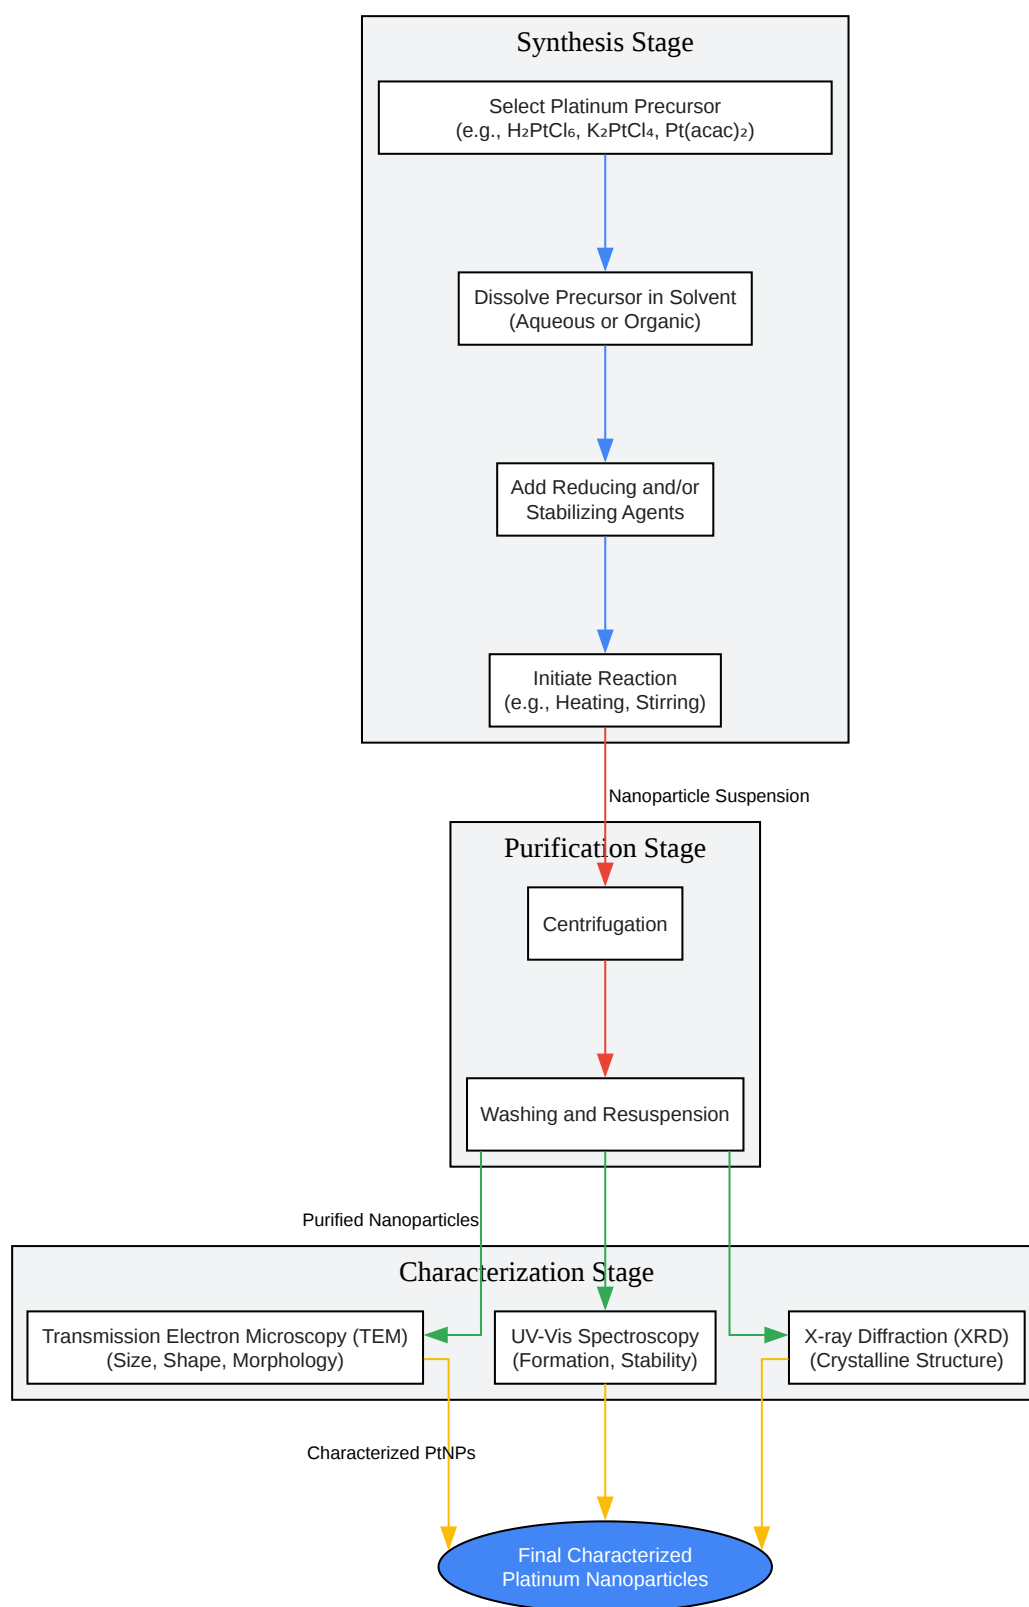 Synthesis Stage
Select Platinum Precursor
(e.g., H₂PtCl₆, K₂PtCl₄, Pt(acac)₂)
Dissolve Precursor in Solvent
(Aqueous or Organic)
Add Reducing and/or
Stabilizing Agents
Initiate Reaction
(e.g., Heating, Stirring)
Nanoparticle Suspension
Purification Stage
Centrifugation
Washing and Resuspension
Purified Nanoparticles
Characterization Stage
Transmission Electron Microscopy (TEM)
(Size, Shape, Morphology)
UV-Vis Spectroscopy
(Formation, Stability)
X-ray Diffraction (XRD)
(Crystalline Structure)
Characterized PtNPs
Final Characterized
Platinum Nanoparticles